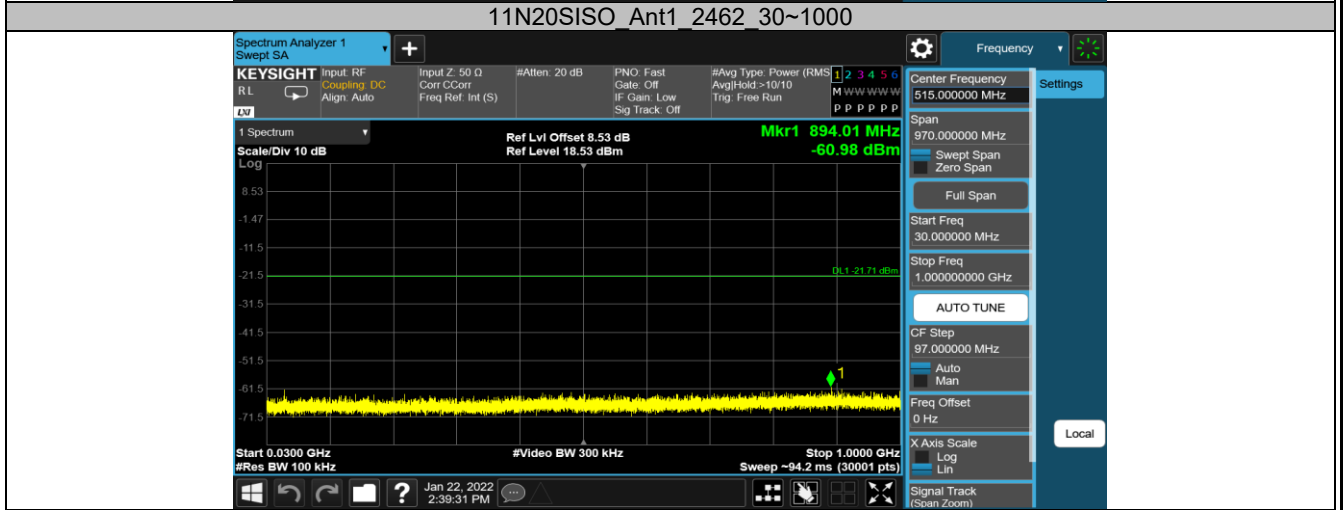 11N20SISO_Ant1_2462_30~1000
Spectrum Analyzer 1
Swept SA
+
Frequency
KEYSIGHT
RL
LXI
Input: RF
Coupling: DC
Align: Auto
Input Z: 50 Ω
Corr CCorr
Freq Ref: Int (S)
#Atten: 20 dB
PNO: Fast
Gate: Off
IF Gain: Low
Sig Track: Off
#Avg Type: Power (RMS
Avg|Hold:>10/10
Trig: Free Run
1 2 3 4 5 6
M W W W W W
P P P P P P
1 Spectrum
Scale/Div 10 dB
Log
Ref Lvl Offset 8.53 dB
Ref Level 18.53 dBm
Mkr1 894.01 MHz
-60.98 dBm
8.53
-1.47
-11.5
-21.5
-31.5
-41.5
-51.5
-61.5
-71.5
DL1 -21.71 dBm
1
Start 0.0300 GHz
#Res BW 100 kHz
#Video BW 300 kHz
Stop 1.0000 GHz
Sweep ~94.2 ms (30001 pts)
?
Jan 22, 2022
2:39:31 PM
Center Frequency
515.000000 MHz
Span
970.000000 MHz
Swept Span
Zero Span
Full Span
Start Freq
30.000000 MHz
Stop Freq
1.000000000 GHz
AUTO TUNE
CF Step
97.000000 MHz
Auto
Man
Freq Offset
0 Hz
X Axis Scale
Log
Lin
Signal Track
(Span Zoom)
Settings
Local